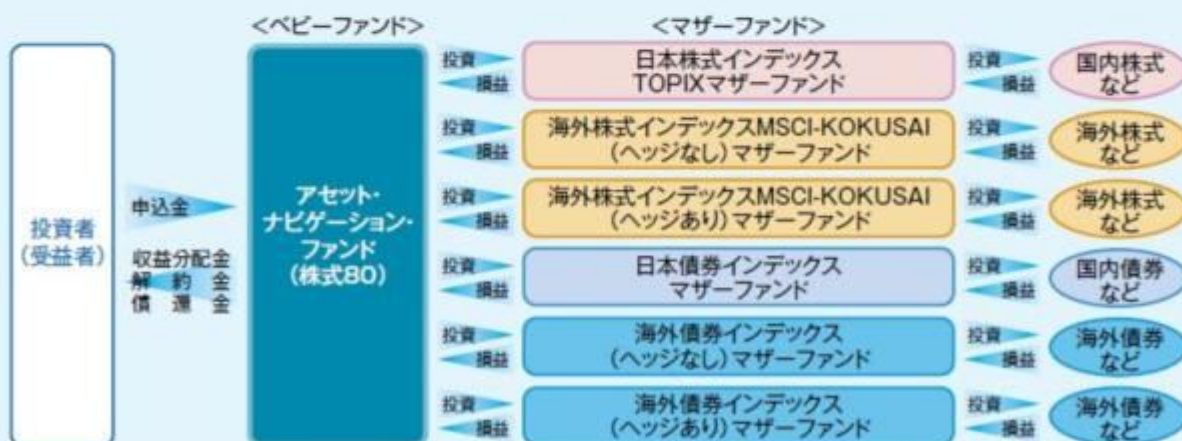 <ベビーファンド>
<マザーファンド>
投資者
(受益者)
申込金
収益分配金
解約金
償還金
アセット・
ナビゲーション・
ファンド
(株式80)
投資
損益
日本株式インデックス
TOPIXマザーファンド
投資
損益
国内株式
など
投資
損益
海外株式インデックスMSCI-KOKUSAI
(ヘッジなし)マザーファンド
投資
損益
海外株式
など
投資
損益
海外株式インデックスMSCI-KOKUSAI
(ヘッジあり)マザーファンド
投資
損益
海外株式
など
投資
損益
日本債券インデックス
マザーファンド
投資
損益
国内債券
など
投資
損益
海外債券インデックス
(ヘッジなし)マザーファンド
投資
損益
海外債券
など
投資
損益
海外債券インデックス
(ヘッジあり)マザーファンド
投資
損益
海外債券
など